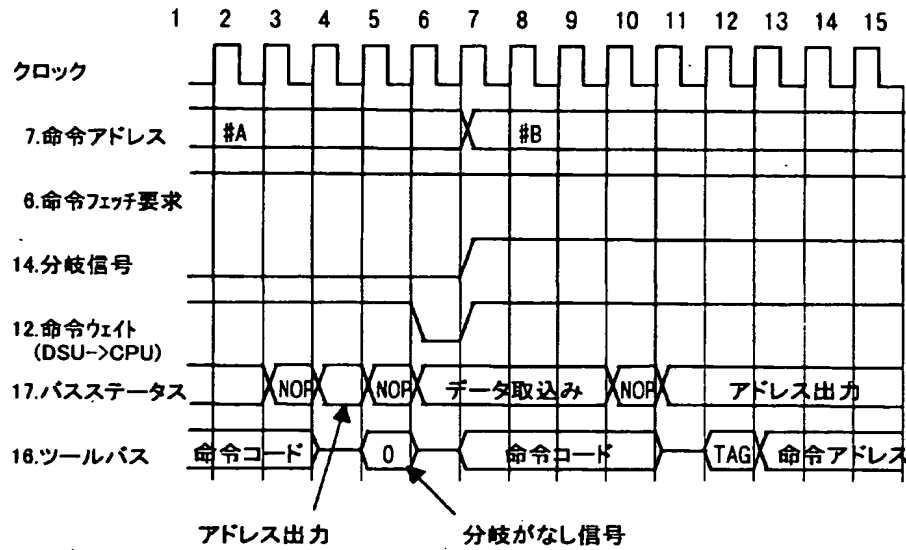 1 2 3 4 5 6 7 8 9 10 11 12 13 14 15
クロック
7.命令アドレス #A #B
6.命令フェッチ要求
14.分岐信号
12.命令ウェイト
(DSU->CPU)
17.バスステータス NOP NOP データ取込み NOP アドレス出力
16.ツールバス 命令コード 0 命令コード TAG 命令アドレス
アドレス出力 分岐がなし信号